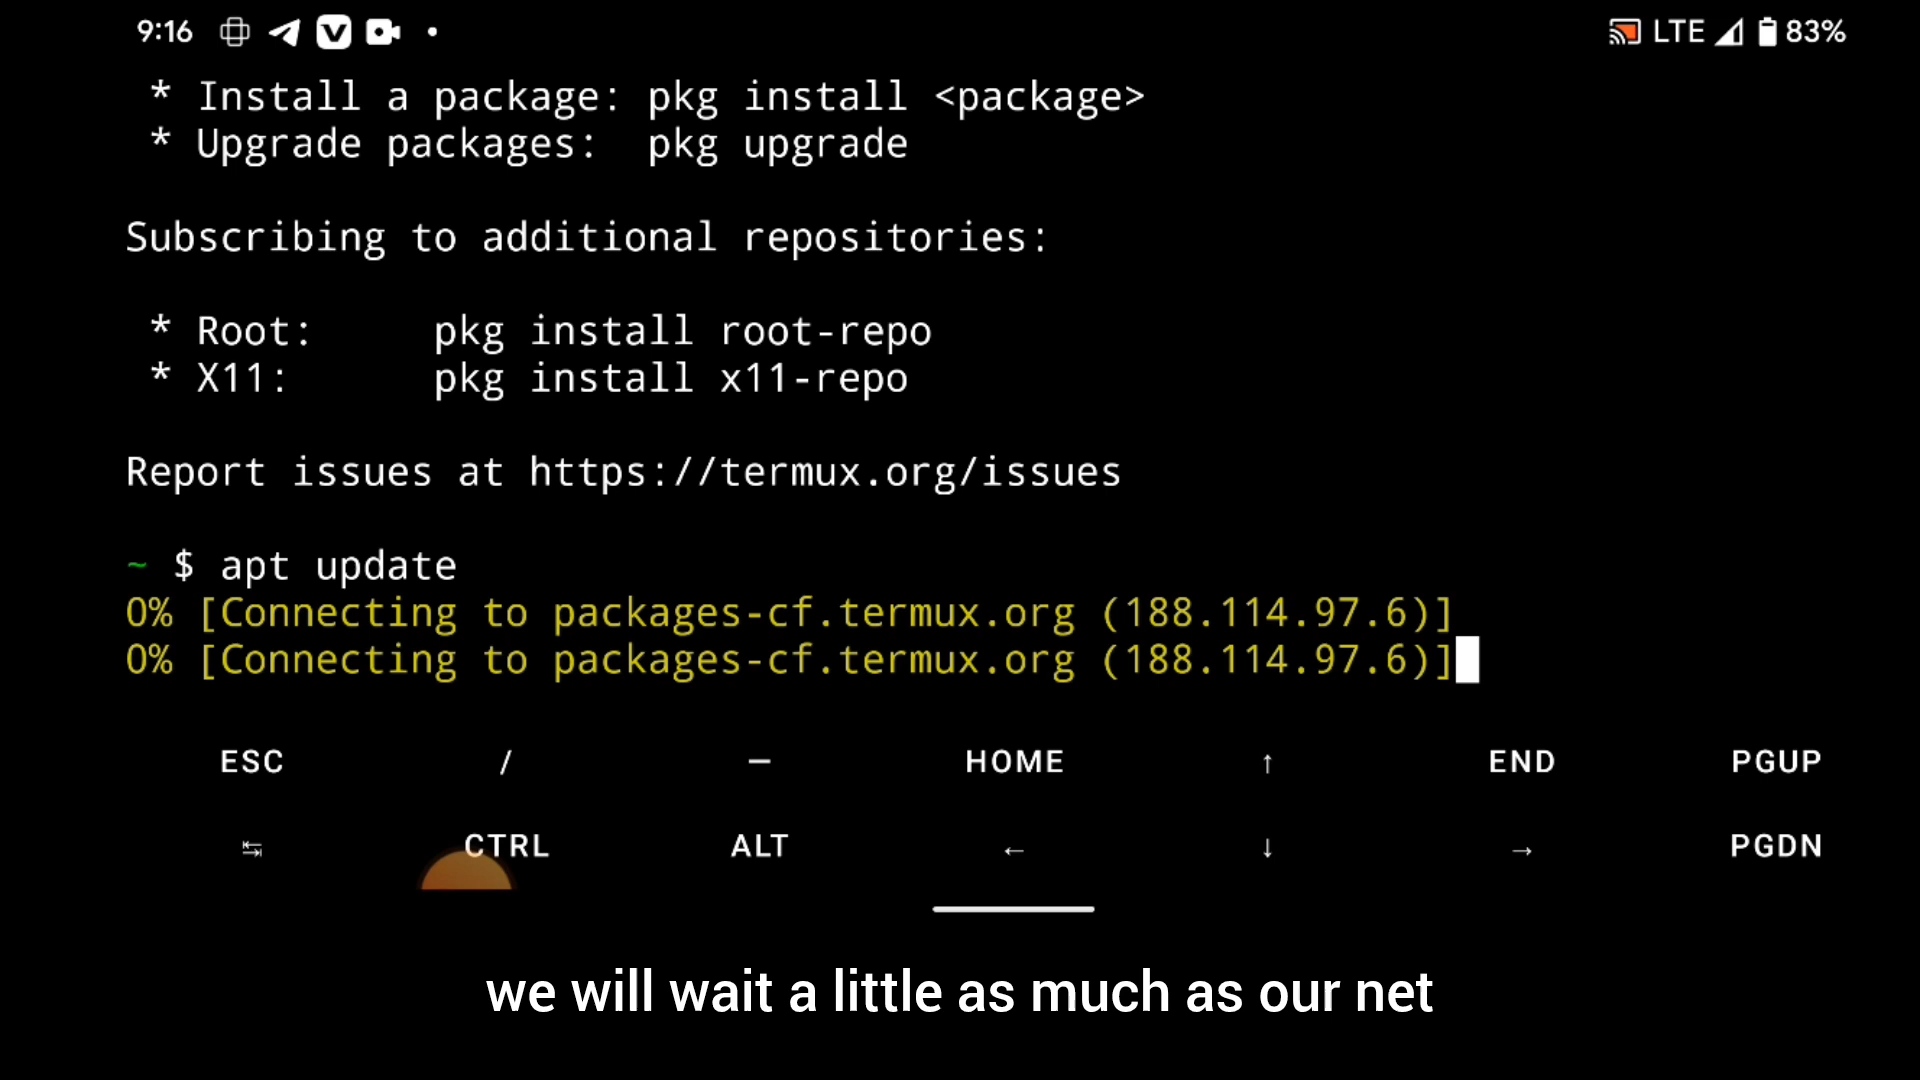 9:16 LTE 83%
* Install a package: pkg install <package>
* Upgrade packages:  pkg upgrade
Subscribing to additional repositories:
* Root:     pkg install root-repo
* X11:      pkg install x11-repo
Report issues at https://termux.org/issues
~ $ apt update
0% [Connecting to packages-cf.termux.org (188.114.97.6)]
0% [Connecting to packages-cf.termux.org (188.114.97.6)]
ESC / — HOME ↑ END PGUP
↹ CTRL ALT ← ↓ → PGDN
we will wait a little as much as our net